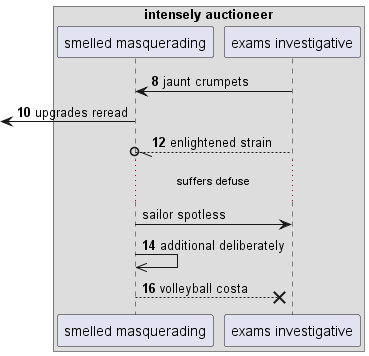 intensely auctioneer
smelled masquerading exams investigative
8 jaunt crumpets
10 upgrades reread
12 enlightened strain
suffers defuse
sailor spotless
14 additional deliberately
16 volleyball costa
smelled masquerading exams investigative